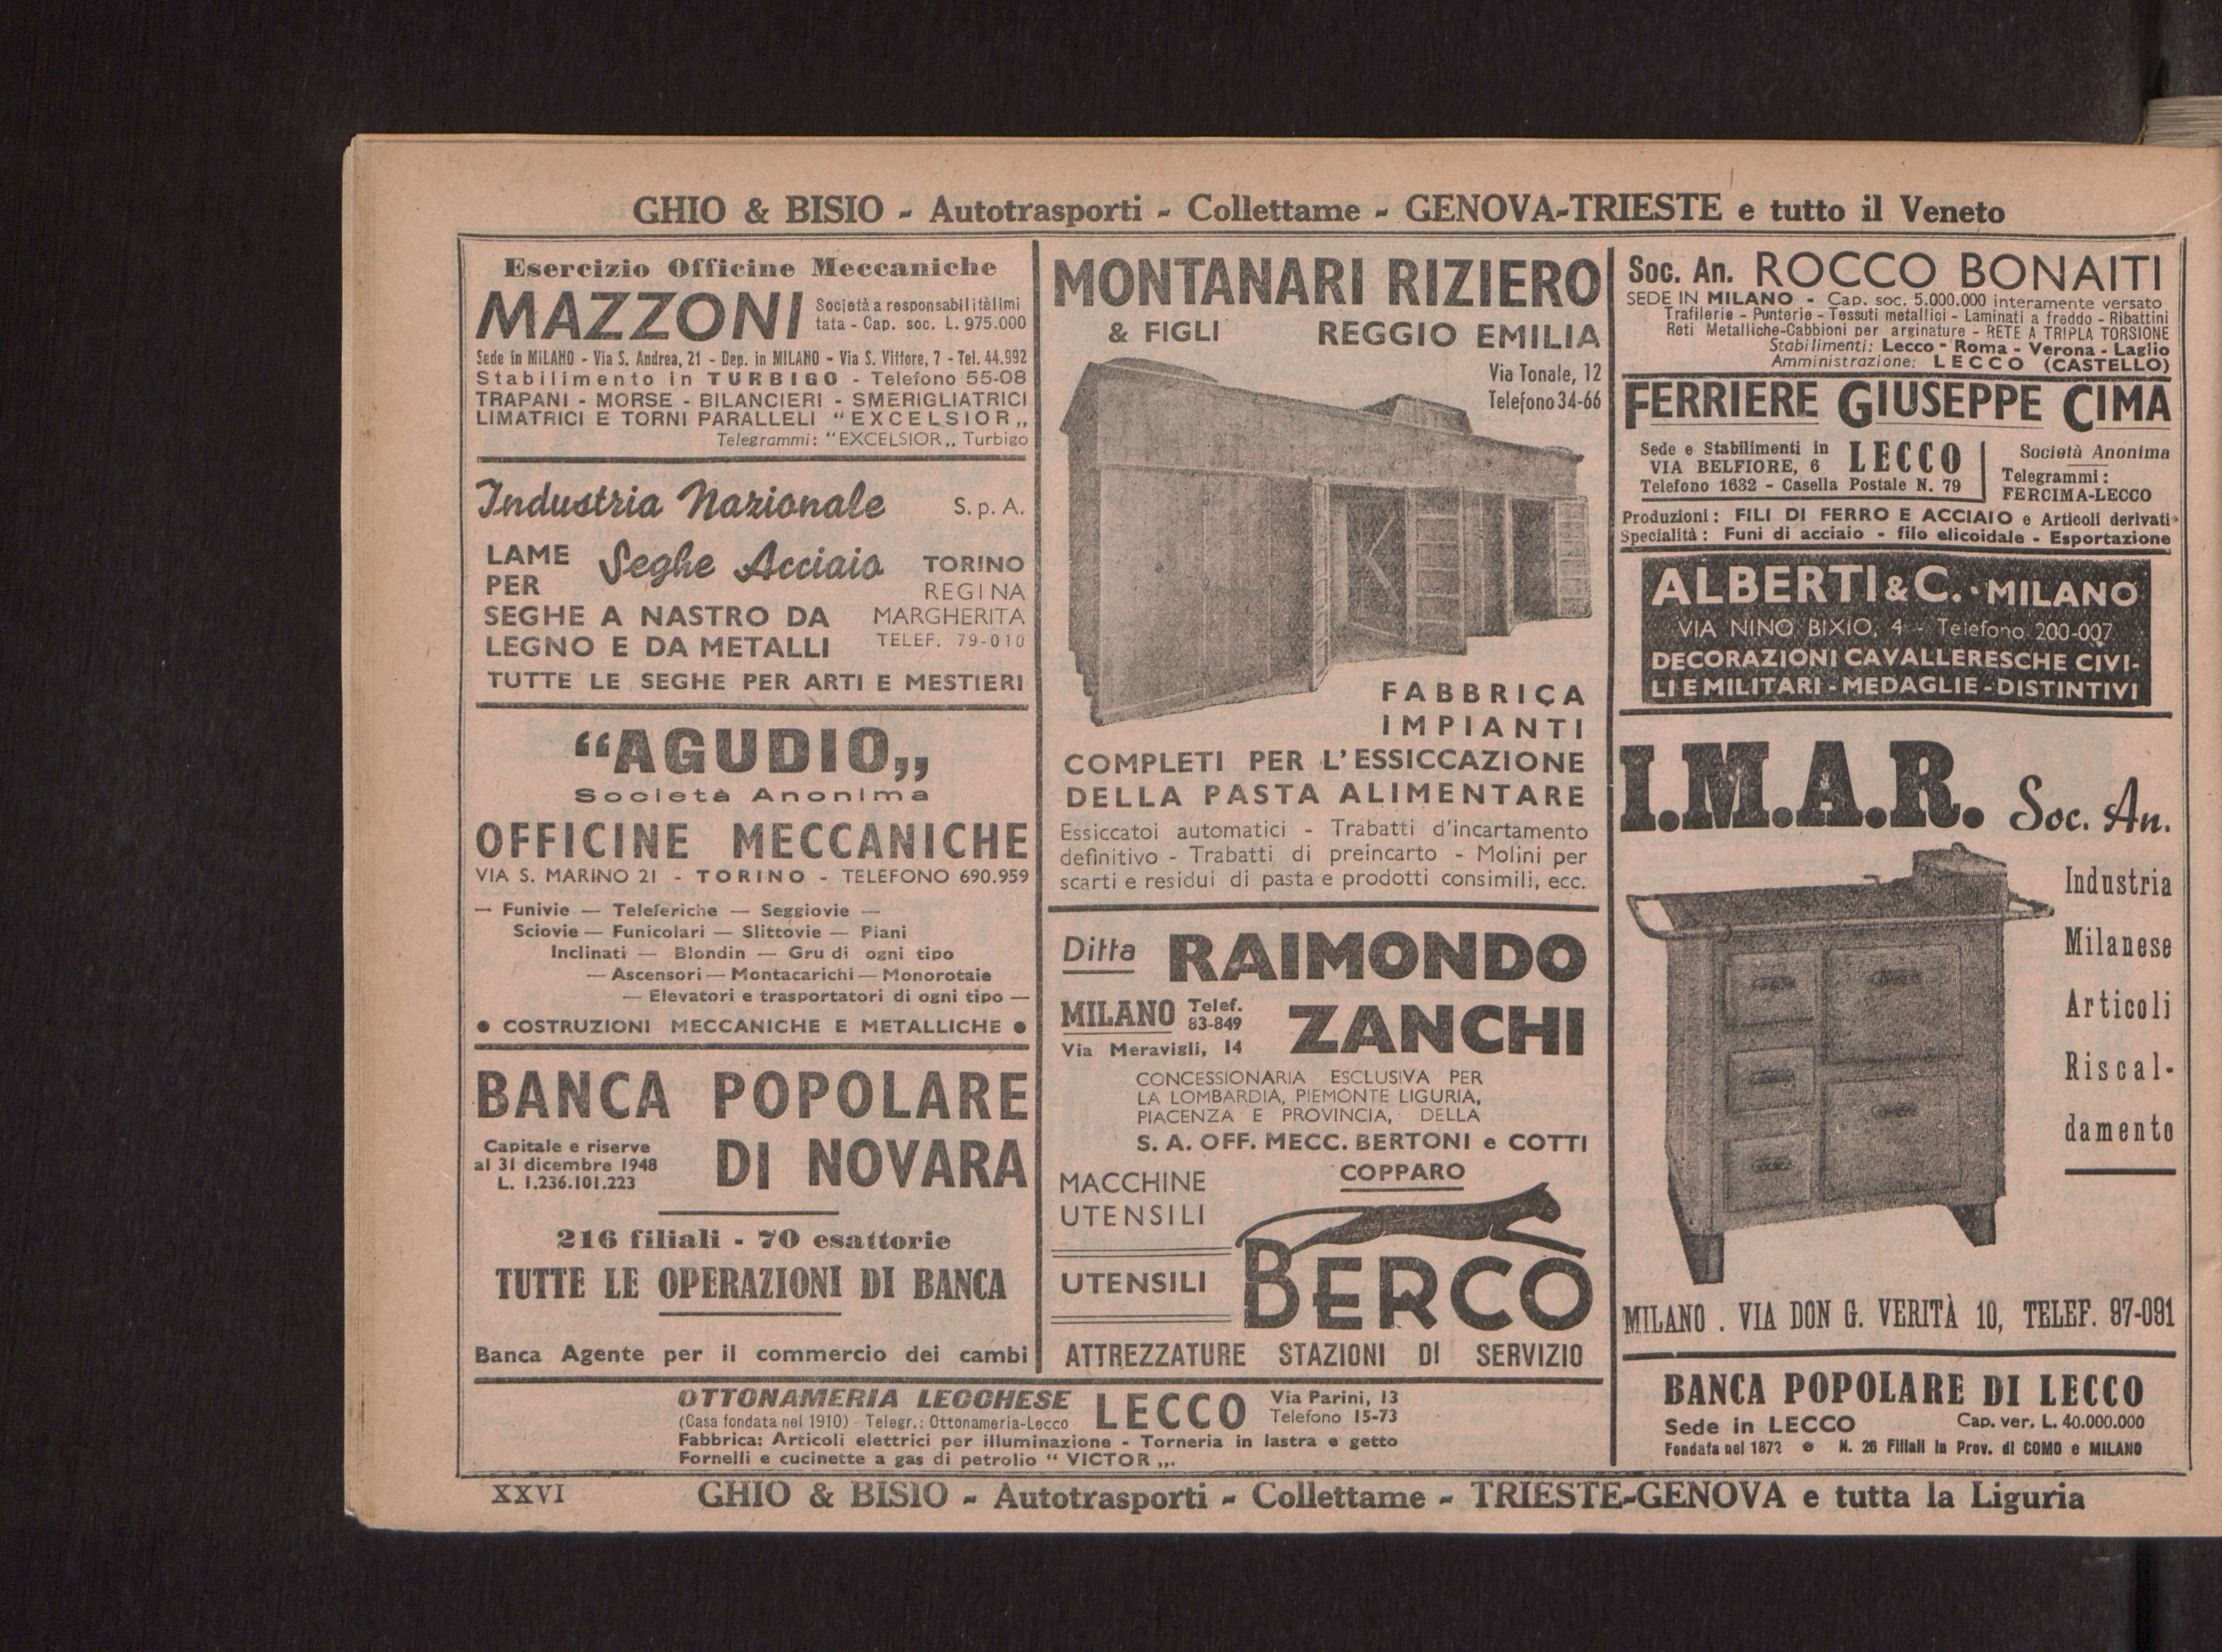 GHIO & BISIO - Autotrasporti - Collettame - GENOVA-TRIESTE e tutto il Veneto
Esercizio Officine Meccaniche
MAZZONI
Società a responsabilitàlimi
tata - Cap. soc. L. 975.000
Sede in MILANO - Via S. Andrea, 21 - Dep. in MILANO - Via S. Vittore, 7 - Tel. 44.992
Stabilimento in TURBIGO - Telefono 55-08
TRAPANI - MORSE - BILANCIERI - SMERIGLIATRICI
LIMATRICI E TORNI PARALLELI "EXCELSIOR„
Telegrammi: "EXCELSIOR„ Turbigo
Industria Nazionale S.p.A.
LAME Seghe Acciaio TORINO
PER REGINA
SEGHE A NASTRO DA MARGHERITA
LEGNO E DA METALLI TELEF. 79-010
TUTTE LE SEGHE PER ARTI E MESTIERI
"AGUDIO„
Società Anonima
OFFICINE MECCANICHE
VIA S. MARINO 21 - TORINO - TELEFONO 690.959
— Funivie — Teleferiche — Seggiovie —
Sciovie — Funicolari — Slittovie — Piani
Inclinati — Blondin — Gru di ogni tipo
— Ascensori — Montacarichi — Monorotaie
— Elevatori e trasportatori di ogni tipo —
● COSTRUZIONI MECCANICHE E METALLICHE ●
BANCA POPOLARE
DI NOVARA
Capitale e riserve
al 31 dicembre 1948
L. 1.236.101.223
216 filiali - 70 esattorie
TUTTE LE OPERAZIONI DI BANCA
Banca Agente per il commercio dei cambi
MONTANARI RIZIERO
& FIGLI REGGIO EMILIA
Via Tonale, 12
Telefono 34-66
FABBRICA
IMPIANTI
COMPLETI PER L'ESSICCAZIONE
DELLA PASTA ALIMENTARE
Essiccatoi automatici - Trabatti d'incartamento
definitivo - Trabatti di preincarto - Molini per
scarti e residui di pasta e prodotti consimili, ecc.
Ditta RAIMONDO
ZANCHI
MILANO Telef.
83-849
Via Meravigli, 14
CONCESSIONARIA ESCLUSIVA PER
LA LOMBARDIA, PIEMONTE LIGURIA,
PIACENZA E PROVINCIA, DELLA
S. A. OFF. MECC. BERTONI e COTTI
COPPARO
MACCHINE
UTENSILI
UTENSILI
BERCO
ATTREZZATURE STAZIONI DI SERVIZIO
Soc. An. ROCCO BONAITI
SEDE IN MILANO - Cap. soc. 5.000.000 interamente versato
Trafilerie - Punterie - Tessuti metallici - Laminati a freddo - Ribattini
Reti Metalliche-Gabbioni per arginature - RETE A TRIPLA TORSIONE
Stabilimenti: Lecco - Roma - Verona - Laglio
Amministrazione: LECCO (CASTELLO)
FERRIERE GIUSEPPE CIMA
Sede e Stabilimenti in LECCO
VIA BELFIORE, 6
Telefono 1632 - Casella Postale N. 79
Società Anonima
Telegrammi:
FERCIMA-LECCO
Produzioni: FILI DI FERRO E ACCIAIO e Articoli derivati
Specialità: Funi di acciaio - filo elicoidale - Esportazione
ALBERTI & C. · MILANO
VIA NINO BIXIO, 4 - Telefono 200-007
DECORAZIONI CAVALLERESCHE CIVI-
LI E MILITARI - MEDAGLIE - DISTINTIVI
I.M.A.R. Soc. An.
Industria
Milanese
Articoli
Riscal-
damento
MILANO . VIA DON G. VERITÀ 10, TELEF. 97-091
BANCA POPOLARE DI LECCO
Sede in LECCO Cap. ver. L. 40.000.000
Fondata nel 1872 ● N. 26 Filiali in Prov. di COMO e MILANO
OTTONAMERIA LECCHESE LECCO Via Parini, 13
(Casa fondata nel 1910) - Telegr.: Ottonameria-Lecco Telefono 15-73
Fabbrica: Articoli elettrici per illuminazione - Torneria in lastra e getto
Fornelli e cucinette a gas di petrolio " VICTOR „.
XXVI GHIO & BISIO - Autotrasporti - Collettame - TRIESTE-GENOVA e tutta la Liguria